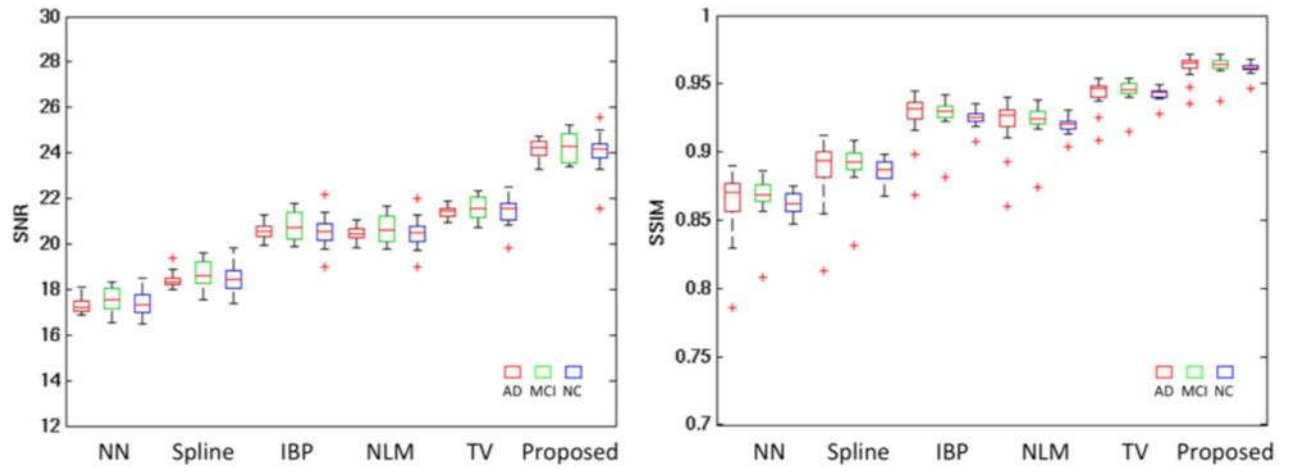 SNR
30
28
26
24
22
20
18
16
14
12
AD MCI NC
NN Spline IBP NLM TV Proposed
SSIM
1
0.95
0.9
0.85
0.8
0.75
0.7
AD MCI NC
NN Spline IBP NLM TV Proposed